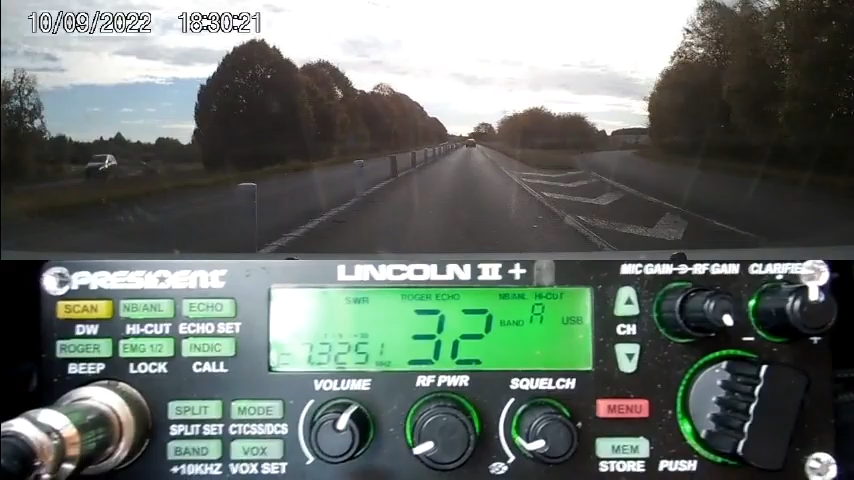 10/09/2022 18:30:21
PRESIDENT LINCOLN II + MIC GAIN RF GAIN CLARIFIER
SCAN NB/ANL ECHO SWR ROGER ECHO NB/ANL HI-CUT
DW HI-CUT ECHO SET 32 BAND A USB CH
ROGER EMG 1/2 INDIC
BEEP LOCK CALL VOLUME RF PWR SQUELCH
SPLIT MODE MENU
SPLIT SET CTCSS/DCS
BAND VOX MEM
+10KHZ VOX SET STORE PUSH